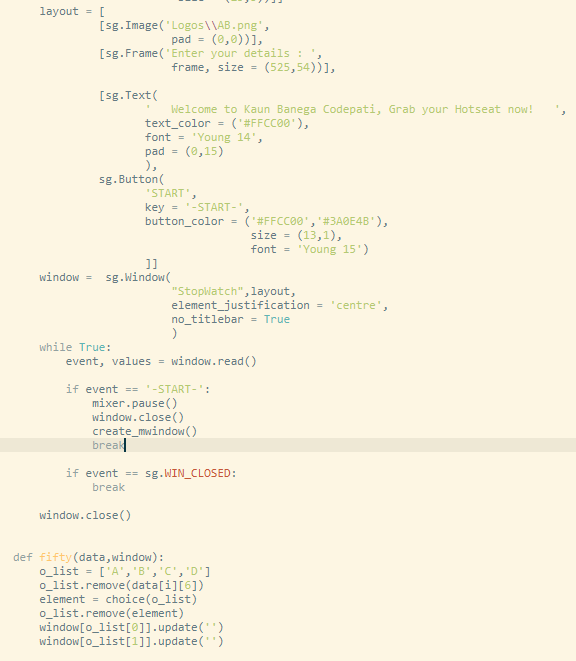 layout = [
[sg.Image('Logos\\AB.png',
pad = (0,0))],
[sg.Frame('Enter your details : ',
frame, size = (525,54))],
[sg.Text(
'   Welcome to Kaun Banega Codepati, Grab your Hotseat now!   ',
text_color = ('#FFCC00'),
font = 'Young 14',
pad = (0,15)
),
sg.Button(
'START',
key = '-START-',
button_color = ('#FFCC00','#3A0E4B'),
size = (13,1),
font = 'Young 15')
]]
window =  sg.Window(
"StopWatch",layout,
element_justification = 'centre',
no_titlebar = True
)
while True:
event, values = window.read()
if event == '-START-':
mixer.pause()
window.close()
create_mwindow()
break
if event == sg.WIN_CLOSED:
break
window.close()
def fifty(data,window):
o_list = ['A','B','C','D']
o_list.remove(data[i][6])
element = choice(o_list)
o_list.remove(element)
window[o_list[0]].update('')
window[o_list[1]].update('')